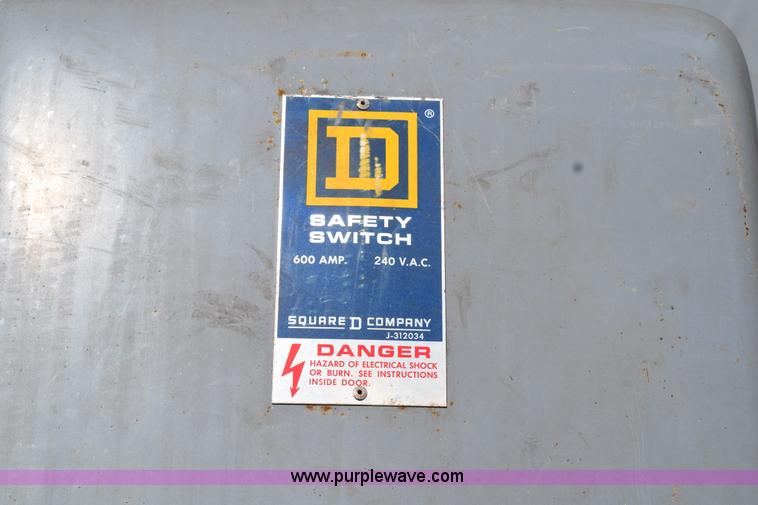 ®
D
SAFETY
SWITCH
600 AMP. 240 V.A.C.
SQUARE D COMPANY
J-312034
DANGER
HAZARD OF ELECTRICAL SHOCK
OR BURN. SEE INSTRUCTIONS
INSIDE DOOR.
www.purplewave.com